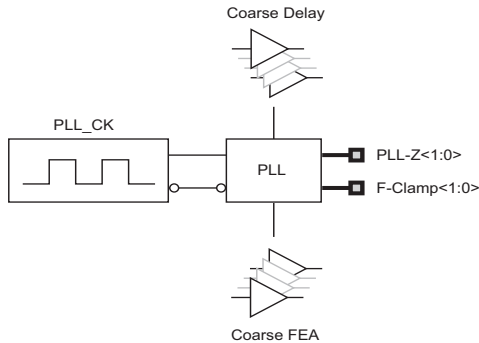 Coarse Delay
PLL_CK
PLL
PLL-Z<1:0>
F-Clamp<1:0>
Coarse FEA